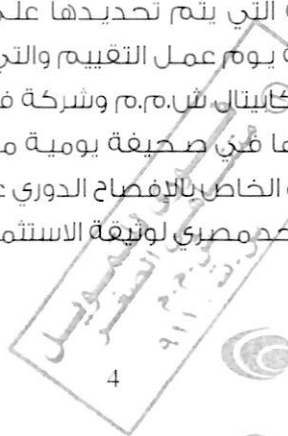 التي يتم تحديدها على
يوم عمل التقييم والتي
كابيتال ش.م.م وشركة ف
ما في صحيفة يومية م
الخاص بالإفصاح الدوري ع
حد مصري لوثيقة الاستثم
4